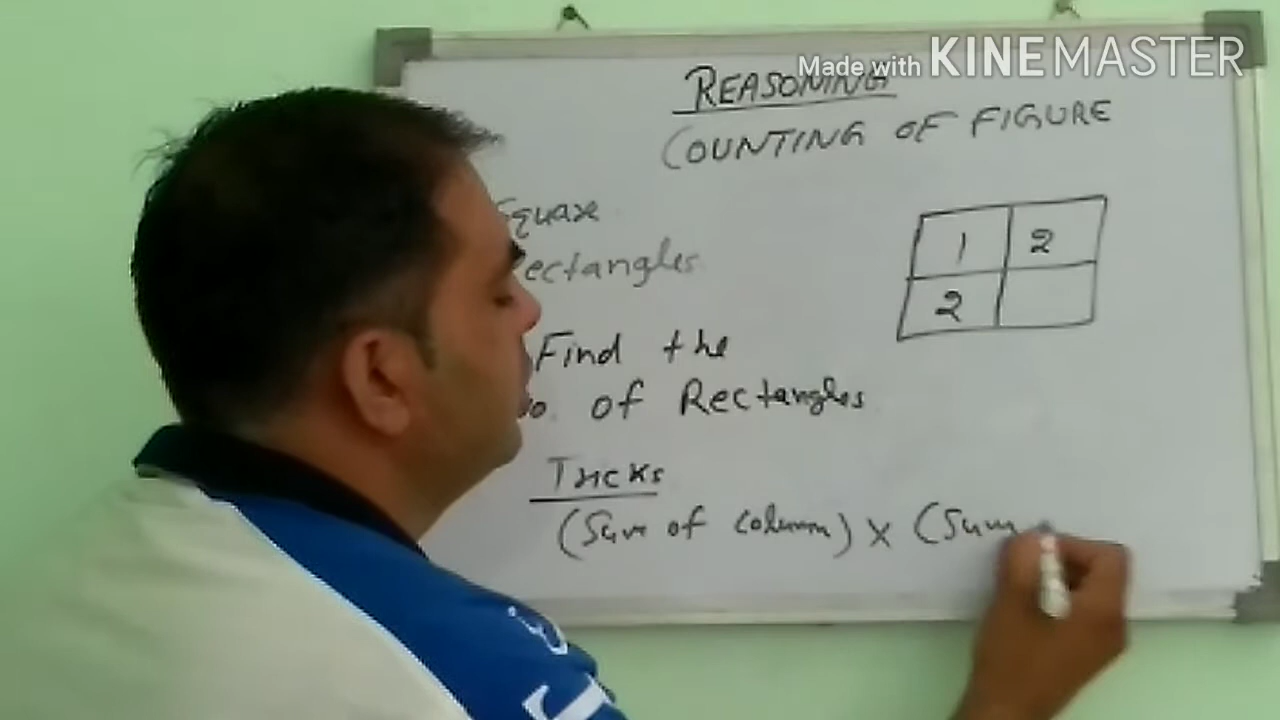 Made with KINEMASTER
REASONING
COUNTING OF FIGURE
Square
ectangles
1 2
2
Find the
No. of Rectangles
Tricks
(Sum of column) × (Sum